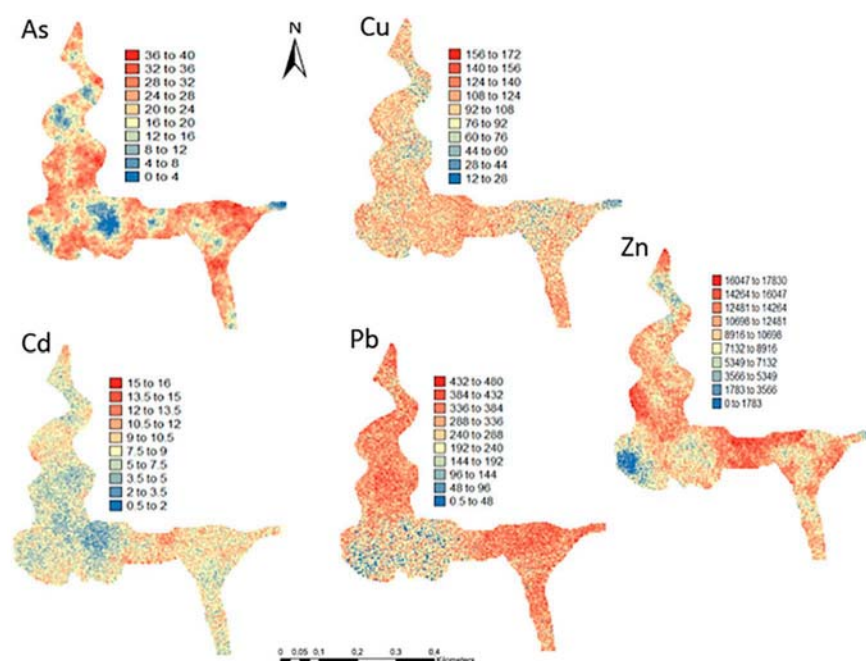 As
36 to 40
32 to 36
28 to 32
24 to 28
20 to 24
16 to 20
12 to 16
8 to 12
4 to 8
0 to 4
N
Cu
156 to 172
140 to 156
124 to 140
108 to 124
92 to 108
76 to 92
60 to 76
44 to 60
28 to 44
12 to 28
Zn
16047 to 17830
14264 to 16047
12481 to 14264
10698 to 12481
8916 to 10698
7132 to 8916
5349 to 7132
3566 to 5349
1783 to 3566
0 to 1783
Cd
15 to 16
13.5 to 15
12 to 13.5
10.5 to 12
9 to 10.5
7.5 to 9
5 to 7.5
3.5 to 5
2 to 3.5
0.5 to 2
Pb
432 to 480
384 to 432
336 to 384
288 to 336
240 to 288
192 to 240
144 to 192
96 to 144
48 to 96
0.5 to 48
0 0.05 0.1 0.2 0.3 0.4
Kilometers